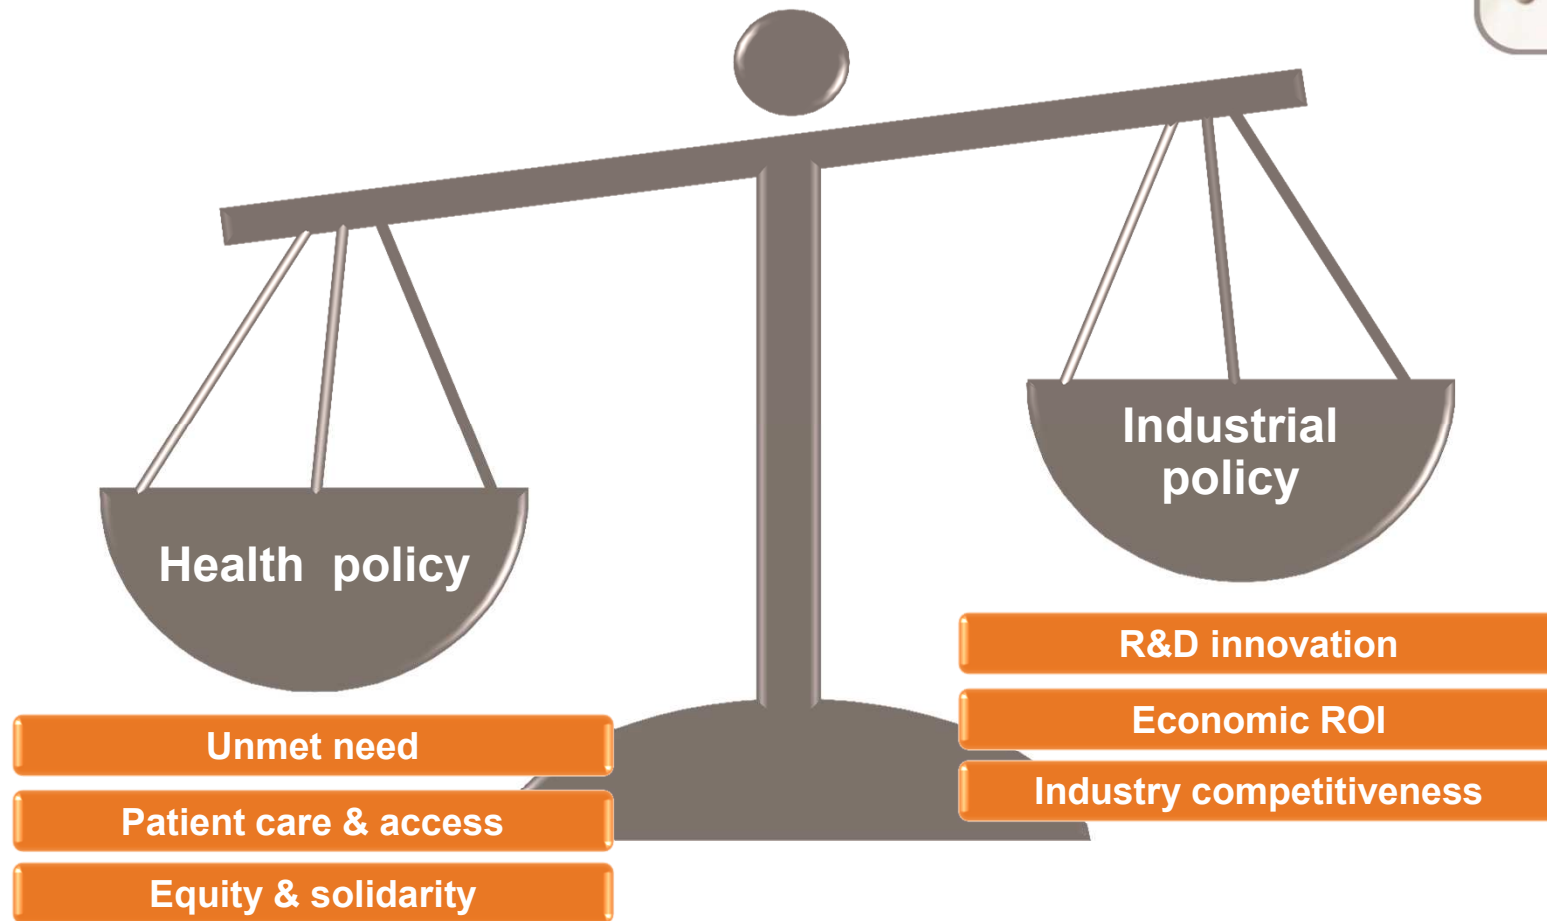 Health policy
Unmet need
Patient care & access
Equity & solidarity
Industrial
policy
R&D innovation
Economic ROI
Industry competitiveness